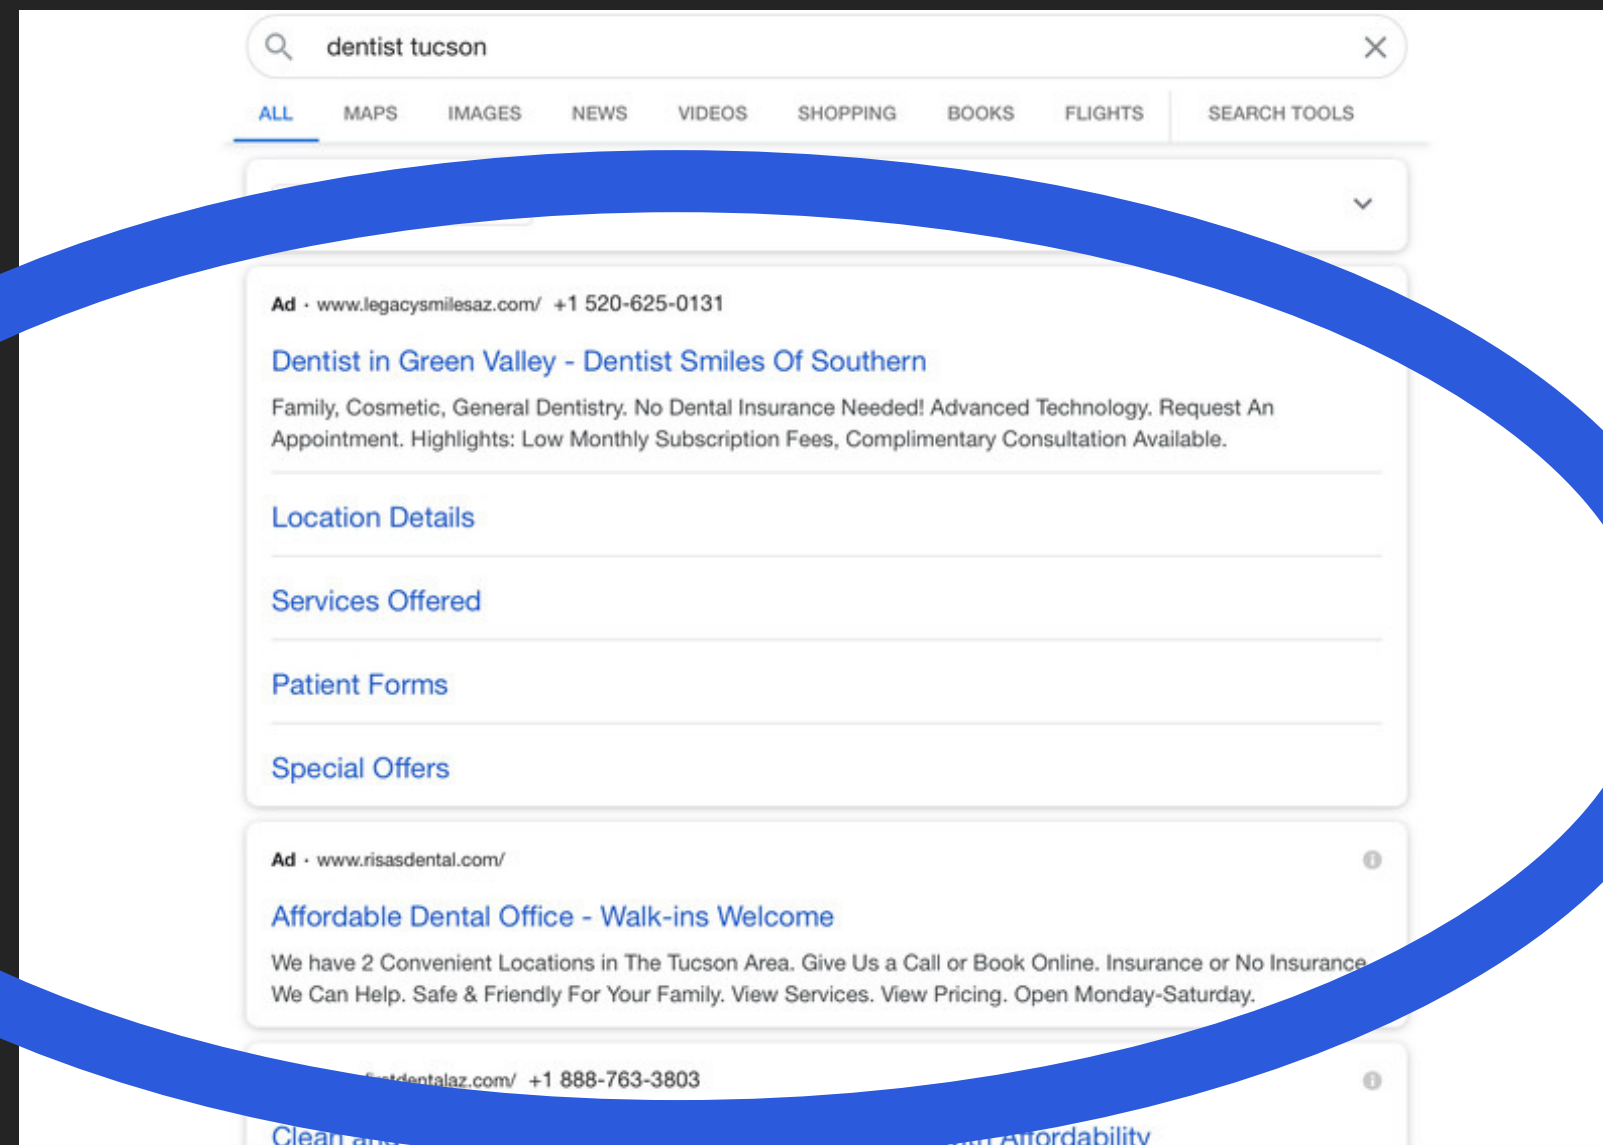 dentist tucson
ALL MAPS IMAGES NEWS VIDEOS SHOPPING BOOKS FLIGHTS SEARCH TOOLS
Ad · www.legacysmilesaz.com/ +1 520-625-0131
Dentist in Green Valley - Dentist Smiles Of Southern
Family, Cosmetic, General Dentistry. No Dental Insurance Needed! Advanced Technology. Request An
Appointment. Highlights: Low Monthly Subscription Fees, Complimentary Consultation Available.
Location Details
Services Offered
Patient Forms
Special Offers
Ad · www.risasdental.com/
Affordable Dental Office - Walk-ins Welcome
We have 2 Convenient Locations in The Tucson Area. Give Us a Call or Book Online. Insurance or No Insurance
We Can Help. Safe & Friendly For Your Family. View Services. View Pricing. Open Monday-Saturday.
firstdentalaz.com/ +1 888-763-3803
Clean Affordability